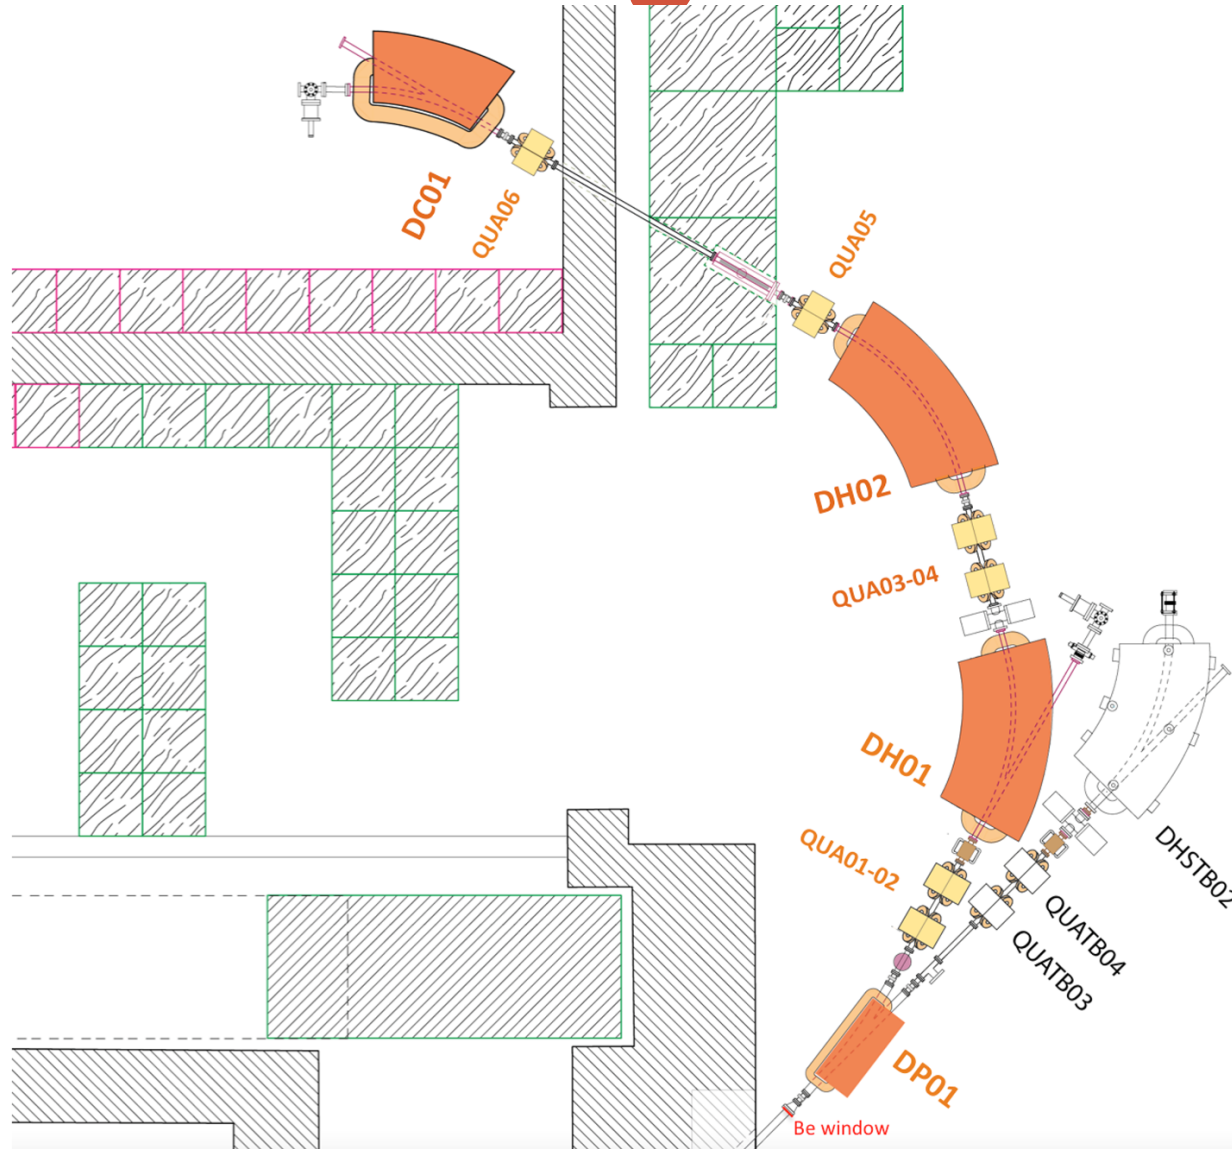 DC01
QUA06
QUA05
DH02
QUA03-04
DH01
QUA01-02
DHSTB02
QUATB04
QUATB03
DP01
Be window